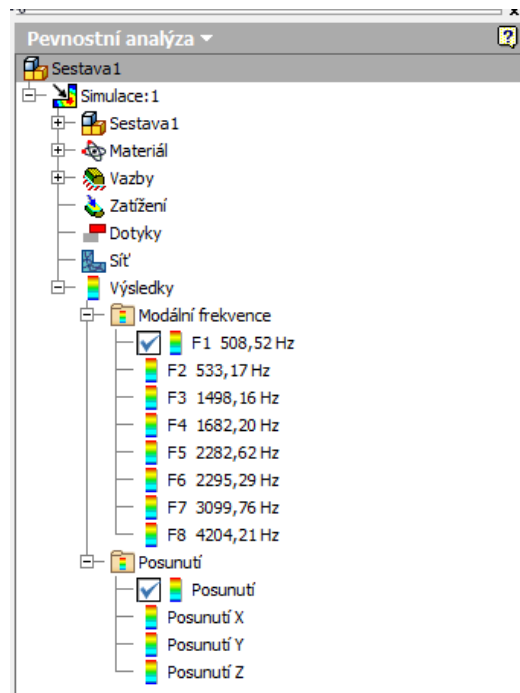 Pevnostní analýza
Sestava1
Simulace:1
Sestava1
Materiál
Vazby
Zatížení
Dotyky
Síť
Výsledky
Modální frekvence
F1 508,52 Hz
F2 533,17 Hz
F3 1498,16 Hz
F4 1682,20 Hz
F5 2282,62 Hz
F6 2295,29 Hz
F7 3099,76 Hz
F8 4204,21 Hz
Posunutí
Posunutí
Posunutí X
Posunutí Y
Posunutí Z